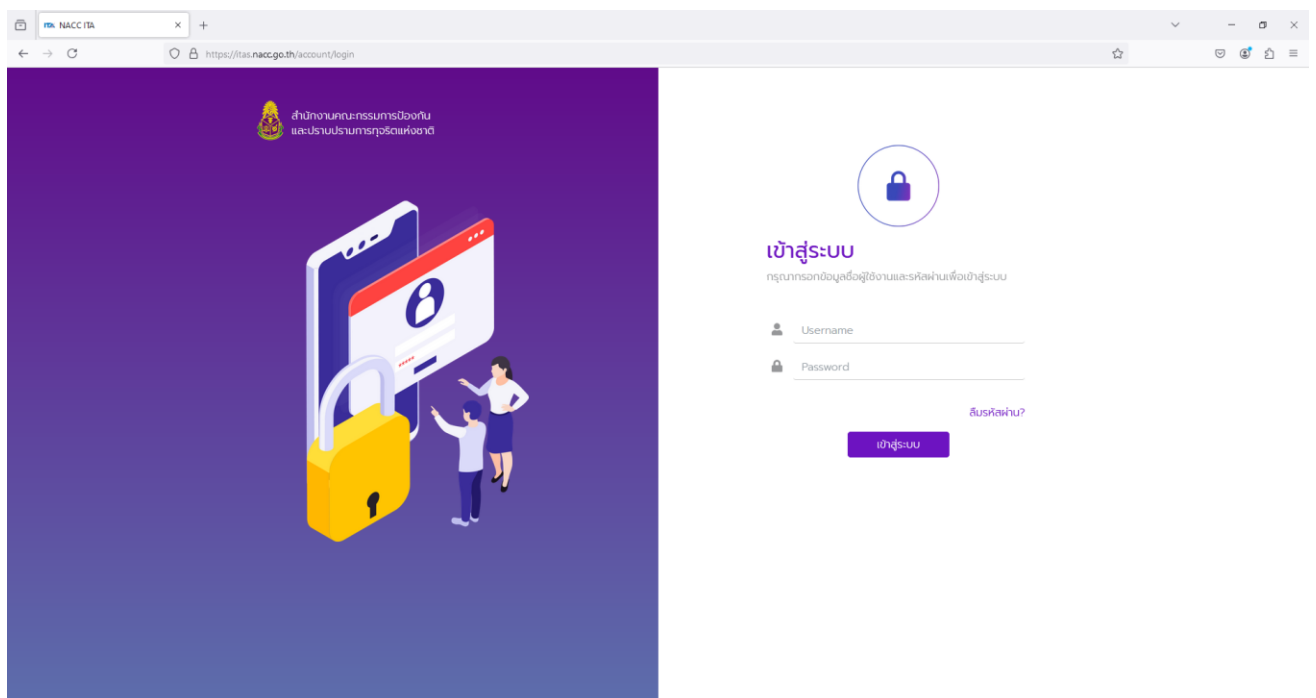 NACC ITA
https://itas.nacc.go.th/account/login
สำนักงานคณะกรรมการป้องกัน
และปราบปรามการทุจริตแห่งชาติ
เข้าสู่ระบบ
กรุณากรอกข้อมูลชื่อผู้ใช้งานและรหัสผ่านเพื่อเข้าสู่ระบบ
Username
Password
ลืมรหัสผ่าน?
เข้าสู่ระบบ